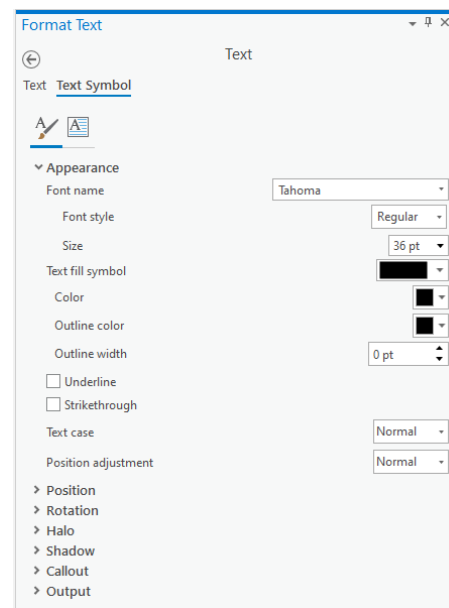 Format Text
Text
Text Text Symbol
Appearance
Font name Tahoma
Font style Regular
Size 36 pt
Text fill symbol
Color
Outline color
Outline width 0 pt
Underline
Strikethrough
Text case Normal
Position adjustment Normal
Position
Rotation
Halo
Shadow
Callout
Output